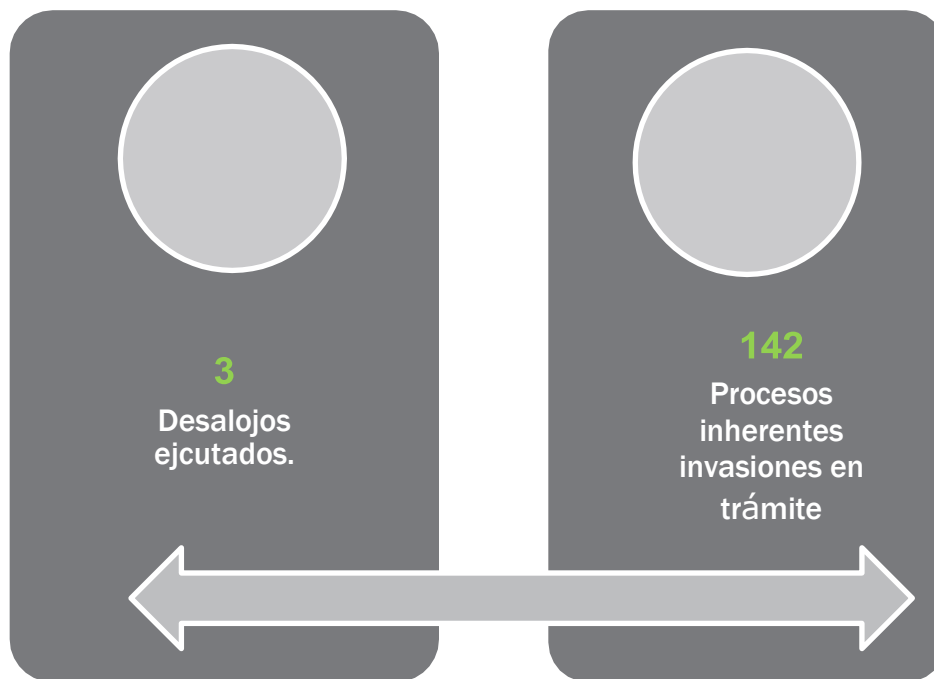 3
Desalojos
ejcutados.
142
Procesos
inherentes
invasiones en
trámite